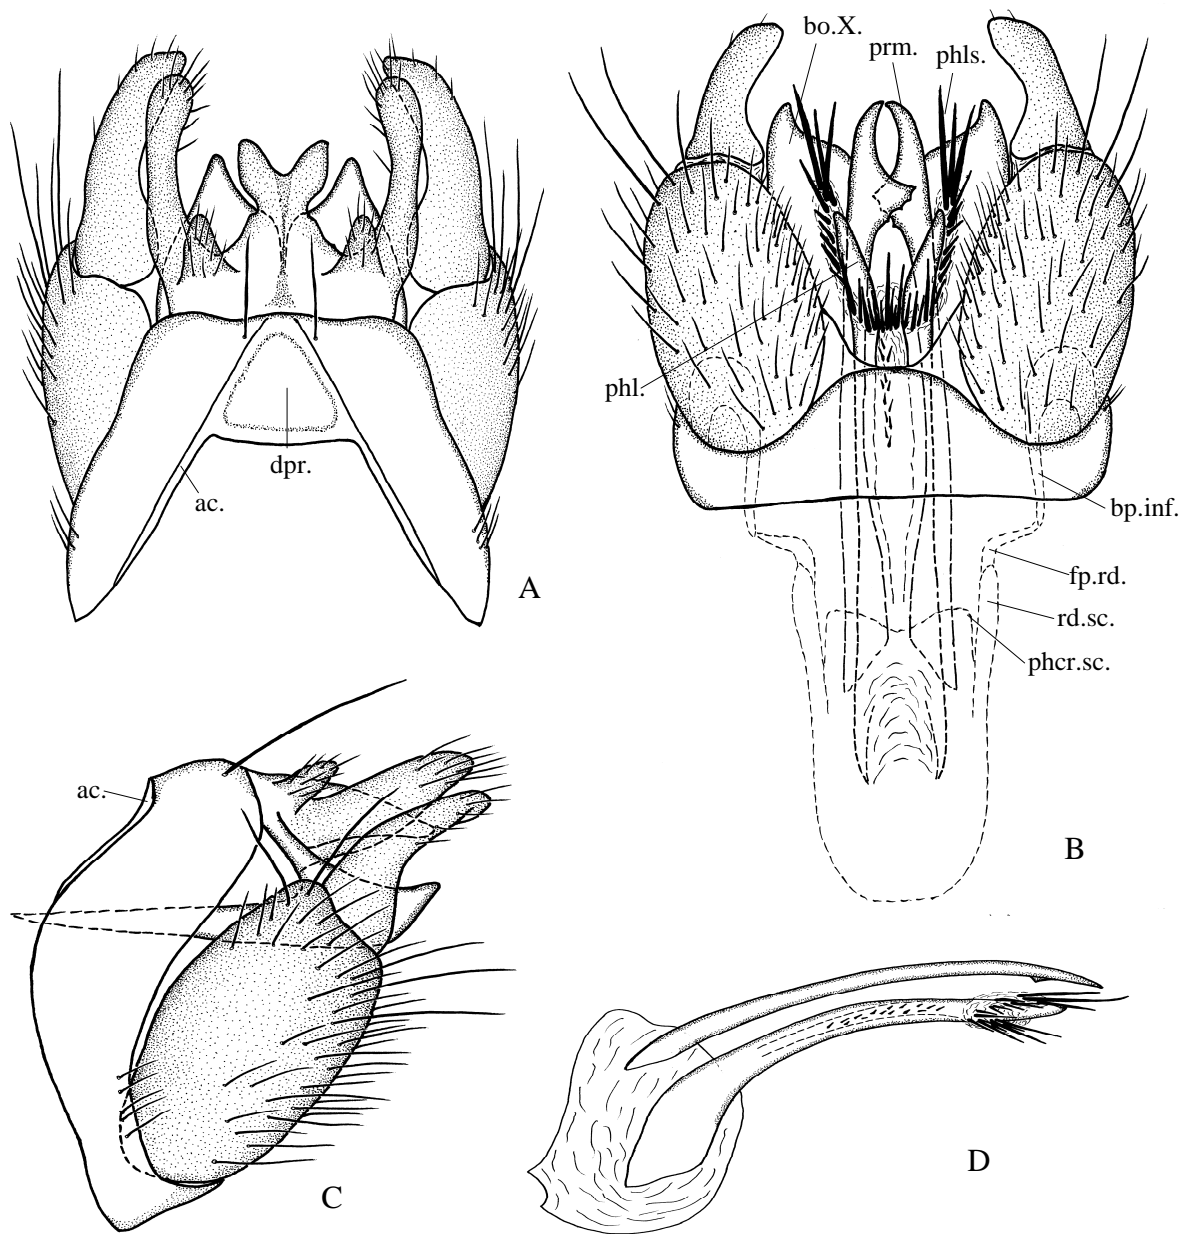 bo.X.
prm.
phls.
phl.
dpr.
ac.
A
bp.inf.
fp.rd.
rd.sc.
phcr.sc.
B
ac.
C
D